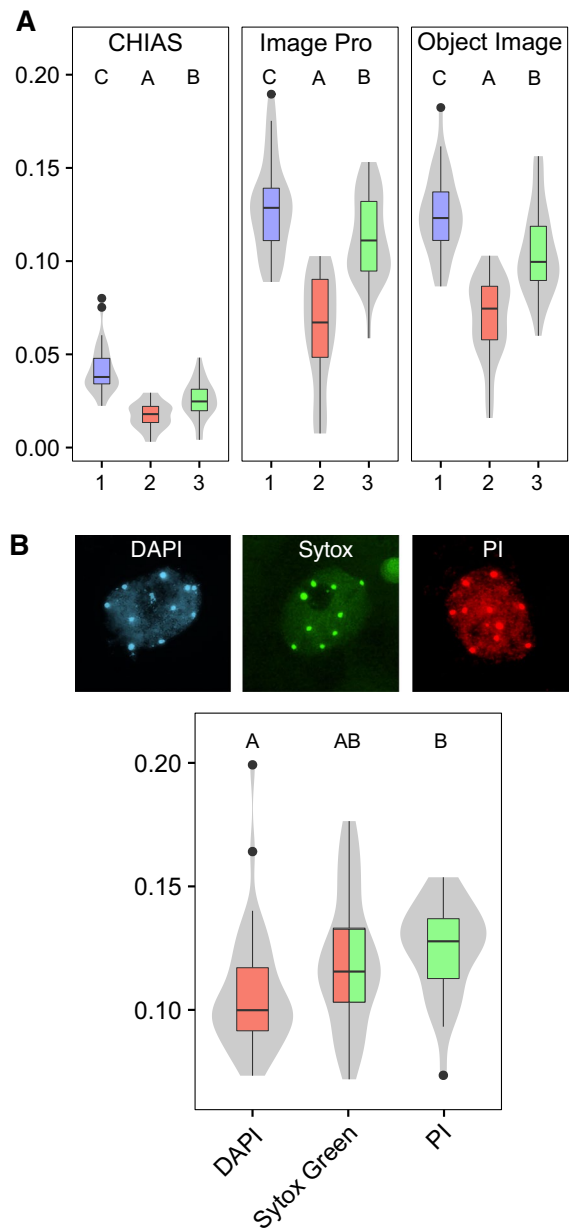 A
CHIAS Image Pro Object Image
C A B C A B C A B
0.20
0.15
0.10
0.05
0.00
1 2 3 1 2 3 1 2 3
B
DAPI Sytox PI
A AB B
0.20
0.15
0.10
DAPI Sytox Green PI